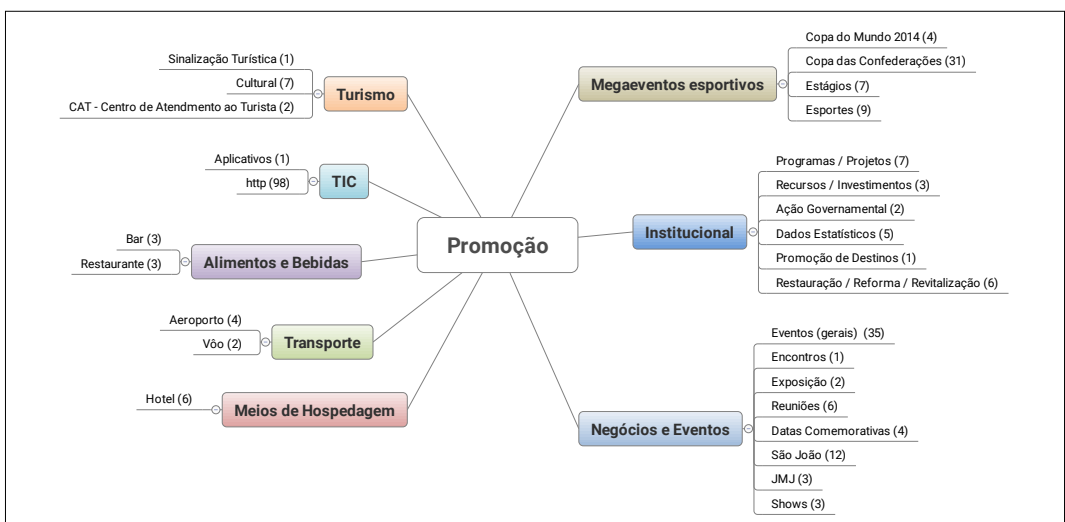 Promoção
Turismo
Sinalização Turística (1)
Cultural (7)
CAT - Centro de Atendmento ao Turista (2)
TIC
Aplicativos (1)
http (98)
Alimentos e Bebidas
Bar (3)
Restaurante (3)
Transporte
Aeroporto (4)
Vôo (2)
Meios de Hospedagem
Hotel (6)
Megaeventos esportivos
Copa do Mundo 2014 (4)
Copa das Confederações (31)
Estágios (7)
Esportes (9)
Institucional
Programas / Projetos (7)
Recursos / Investimentos (3)
Ação Governamental (2)
Dados Estatísticos (5)
Promoção de Destinos (1)
Restauração / Reforma / Revitalização (6)
Negócios e Eventos
Eventos (gerais) (35)
Encontros (1)
Exposição (2)
Reuniões (6)
Datas Comemorativas (4)
São João (12)
JMJ (3)
Shows (3)